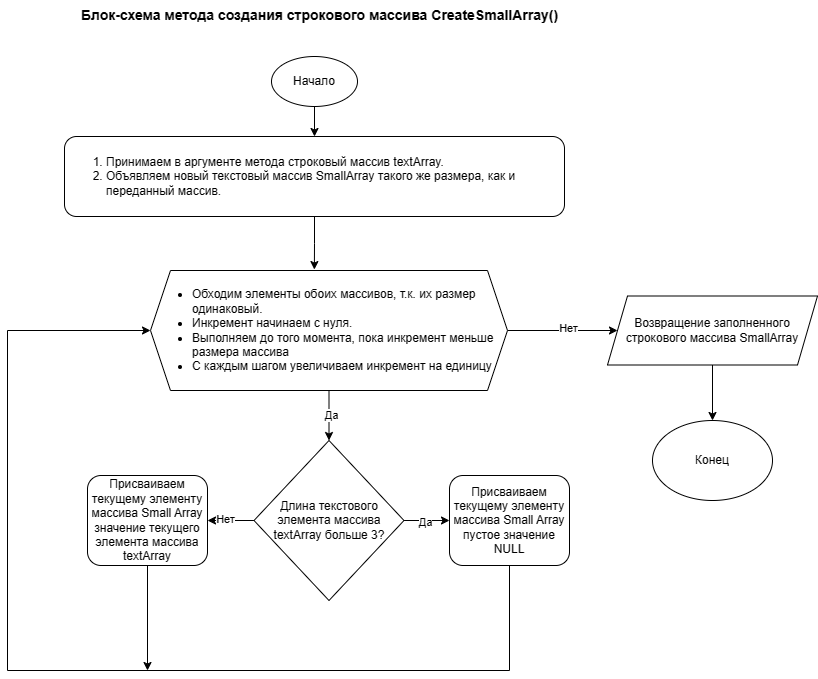 Блок-схема метода создания строкового массива CreateSmallArray()
Начало
1. Принимаем в аргументе метода строковый массив textArray.
2. Объявляем новый текстовый массив SmallArray такого же размера, как и
переданный массив.
• Обходим элементы обоих массивов, т.к. их размер
одинаковый.
• Инкремент начинаем с нуля.
• Выполняем до того момента, пока инкремент меньше
размера массива
• С каждым шагом увеличиваем инкремент на единицу
Нет
Возвращение заполненного
строкового массива SmallArray
Да
Конец
Присваиваем
текущему элементу
массива Small Array
значение текущего
элемента массива
textArray
Нет
Длина текстового
элемента массива
textArray больше 3?
Да
Присваиваем
текущему элементу
массива Small Array
пустое значение
NULL